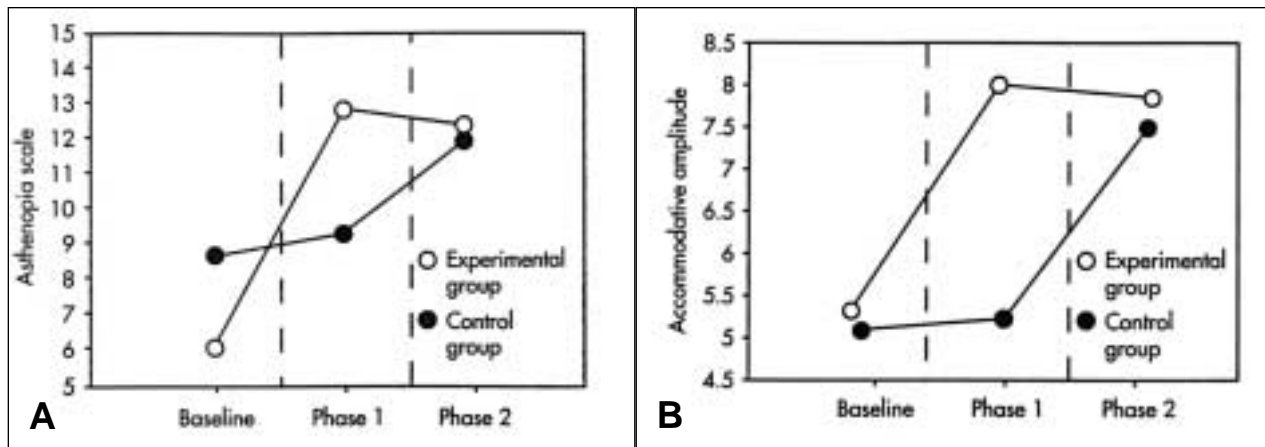 Asthenopia scale
15
14
13
12
11
10
9
8
7
6
5
Experimental
group
Control
group
Baseline Phase 1 Phase 2
A
Accommodative amplitude
8.5
8
7.5
7
6.5
6
5.5
5
4.5
Experimental
group
Control
group
Baseline Phase 1 Phase 2
B